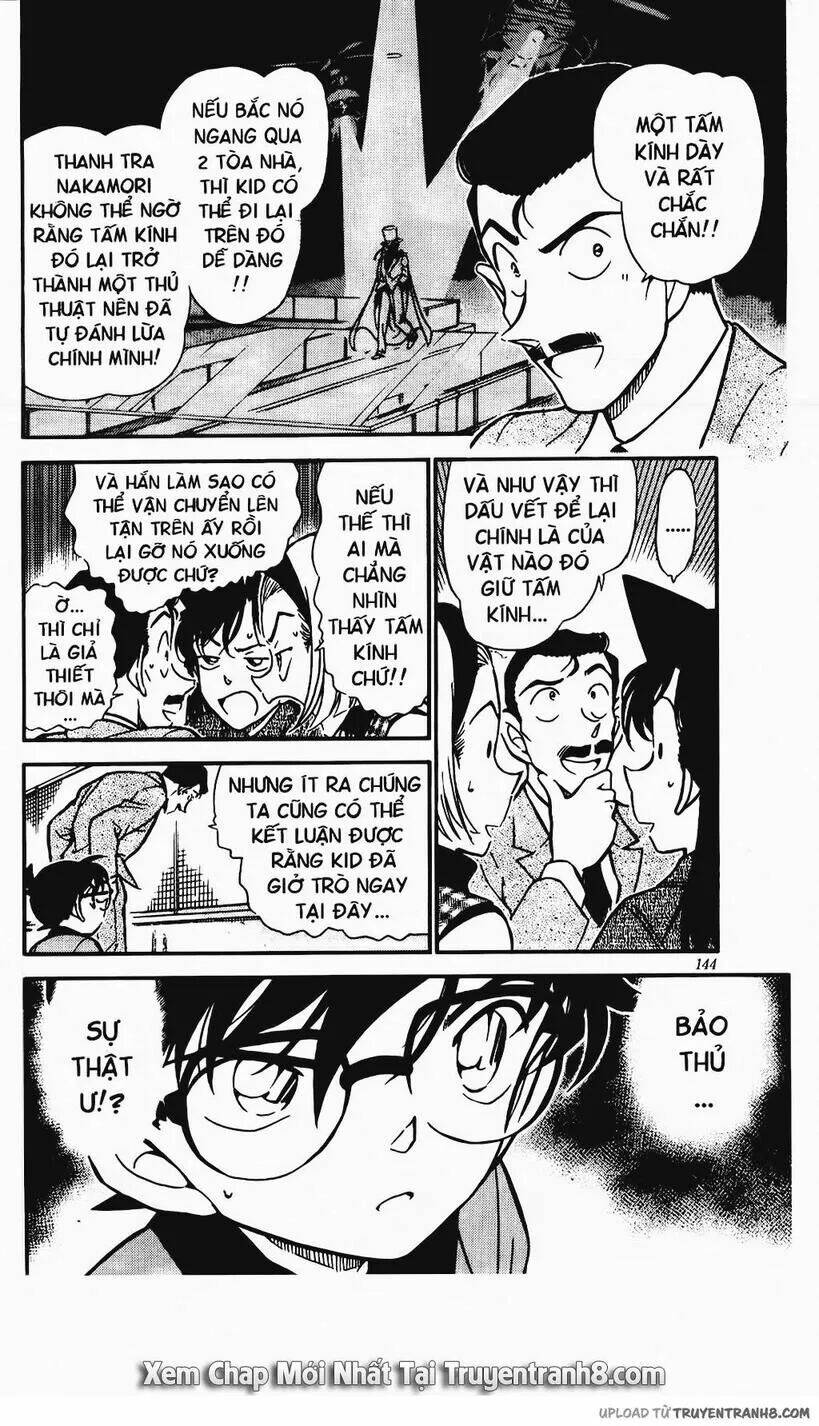 MỘT TẤM
KÍNH DÀY
VÀ RẤT
CHẮC
CHẮN!!
NẾU BẮC NÓ
NGANG QUA
2 TÒA NHÀ,
THÌ KID CÓ
THỂ ĐI LẠI
TRÊN ĐÓ
DỂ DÀNG
!!
THANH TRA
NAKAMORI
KHÔNG THỂ NGỜ
RẰNG TẤM KÍNH
ĐÓ LẠI TRỞ
THÀNH MỘT THỦ
THUẬT NÊN ĐÃ
TỰ ĐÁNH LỪA
CHÍNH MÌNH!
......
VÀ NHƯ VẬY THÌ
DẤU VẾT ĐỂ LẠI
CHÍNH LÀ CỦA
VẬT NÀO ĐÓ
GIỮ TẤM
KÍNH...
NẾU
THẾ THÌ
AI MÀ
CHẲNG
NHÌN
THẤY TẤM
KÍNH
CHỨ!!
VÀ HẮN LÀM SAO CÓ
THỂ VẬN CHUYỂN LÊN
TẬN TRÊN ẤY RỒI
LẠI GỠ NÓ XUỐNG
ĐƯỢC CHỨ?
Ờ...
THÌ CHỈ
LÀ GIẢ
THIẾT
THÔI MÀ
...
NHƯNG ÍT RA CHÚNG
TA CŨNG CÓ THỂ
KẾT LUẬN ĐƯỢC
RẰNG KID ĐÃ
GIỞ TRÒ NGAY
TẠI ĐÂY...
144
BẢO
THỦ
...
SỰ
THẬT
Ư!?
Xem Chap Mới Nhất Tại Truyentranh8.com
UPLOAD TỪ TRUYENTRANH8.COM